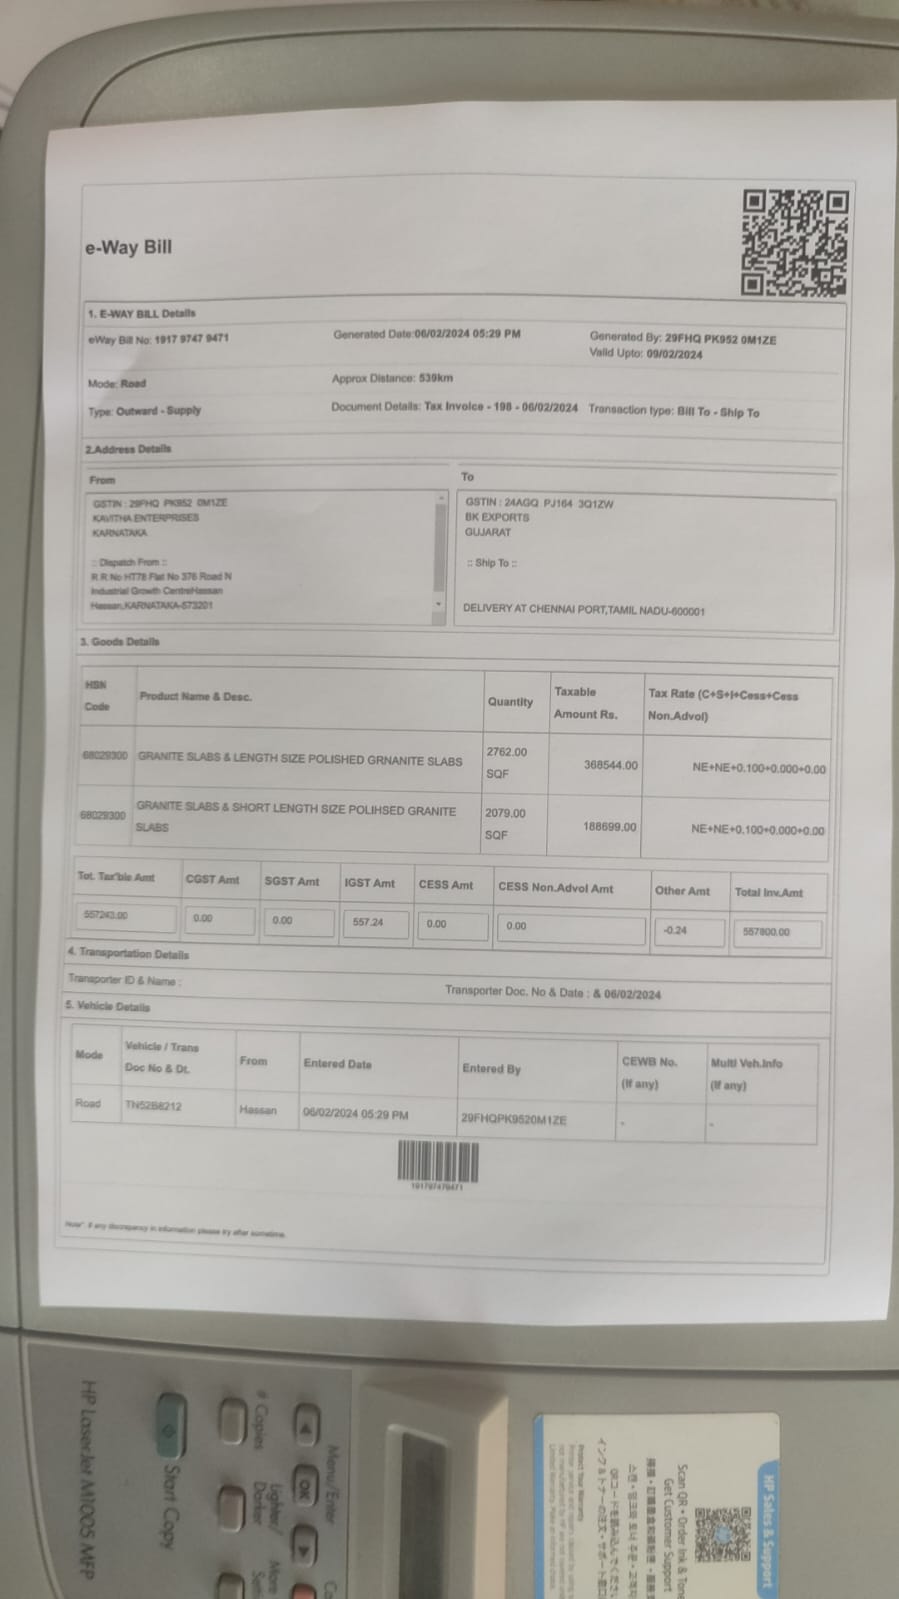 e-Way Bill
1. E-WAY BILL Details
eWay Bill No: 1917 9747 9471 Generated Date:06/02/2024 05:29 PM Generated By: 29FHQ PK952 0M1ZE
Valid Upto: 09/02/2024
Mode: Road Approx Distance: 539km
Type: Outward - Supply Document Details: Tax Invoice - 198 - 06/02/2024 Transaction type: Bill To - Ship To
2.Address Details
From
GSTIN : 29FHQ PK952 0M1ZE
KAVITHA ENTERPRISES
KARNATAKA
:: Dispatch From ::
R.R.No HT78 Flat No 376 Road N
Industrial Growth CentreHassan
Hassan,KARNATAKA-573201
To
GSTIN : 24AGQ PJ164 3Q1ZW
BK EXPORTS
GUJARAT
:: Ship To ::
DELIVERY AT CHENNAI PORT,TAMIL NADU-600001
3. Goods Details
HSN Code Product Name & Desc. Quantity Taxable Amount Rs. Tax Rate (C+S+I+Cess+Cess Non.Advol)
68029300 GRANITE SLABS & LENGTH SIZE POLISHED GRNANITE SLABS 2762.00 SQF 368544.00 NE+NE+0.100+0.000+0.00
68029300 GRANITE SLABS & SHORT LENGTH SIZE POLIHSED GRANITE SLABS 2079.00 SQF 188699.00 NE+NE+0.100+0.000+0.00
Tot. Tax'ble Amt CGST Amt SGST Amt IGST Amt CESS Amt CESS Non.Advol Amt Other Amt Total Inv.Amt
557243.00 0.00 0.00 557.24 0.00 0.00 -0.24 557800.00
4. Transportation Details
Transporter ID & Name : Transporter Doc. No & Date : & 06/02/2024
5. Vehicle Details
Mode Vehicle / Trans Doc No & Dt. From Entered Date Entered By CEWB No. (If any) Multi Veh.Info (If any)
Road TN52B8212 Hassan 06/02/2024 05:29 PM 29FHQPK9520M1ZE - -
191797479471
Note*: If any discrepancy in information please try after sometime.
HP LaserJet M1005 MFP
Start Copy
# Copies
Lighter/
Darker
Menu/Enter
OK
HP Sales & Support
Scan QR • Order Ink &
Get Customer Support
Protect Your Warranty